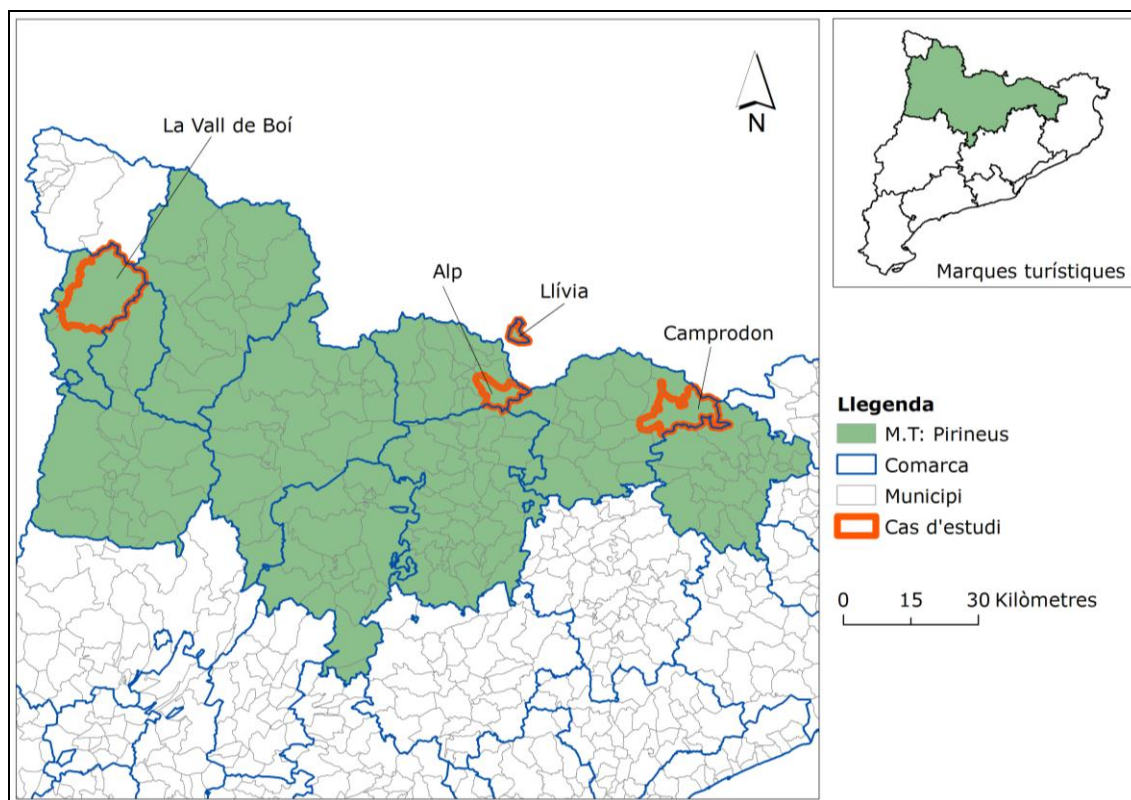 La Vall de Boí
Alp
Llívia
Camprodon
N
Marques turístiques
Llegenda
M.T: Pirineus
Comarca
Municipi
Cas d'estudi
0 15 30 Kilòmetres